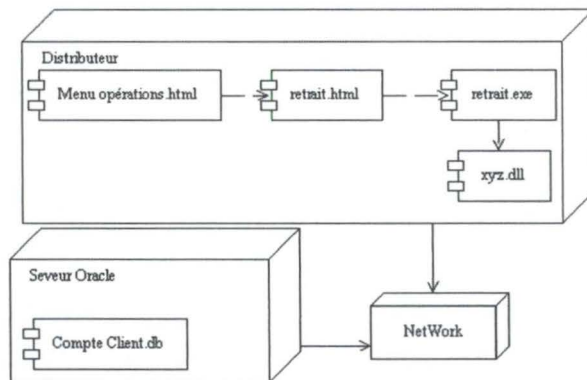 Distributeur
Menu opérations.html
retrait.html
retrait.exe
xyz.dll
Seveur Oracle
Compte Client.db
NetWork